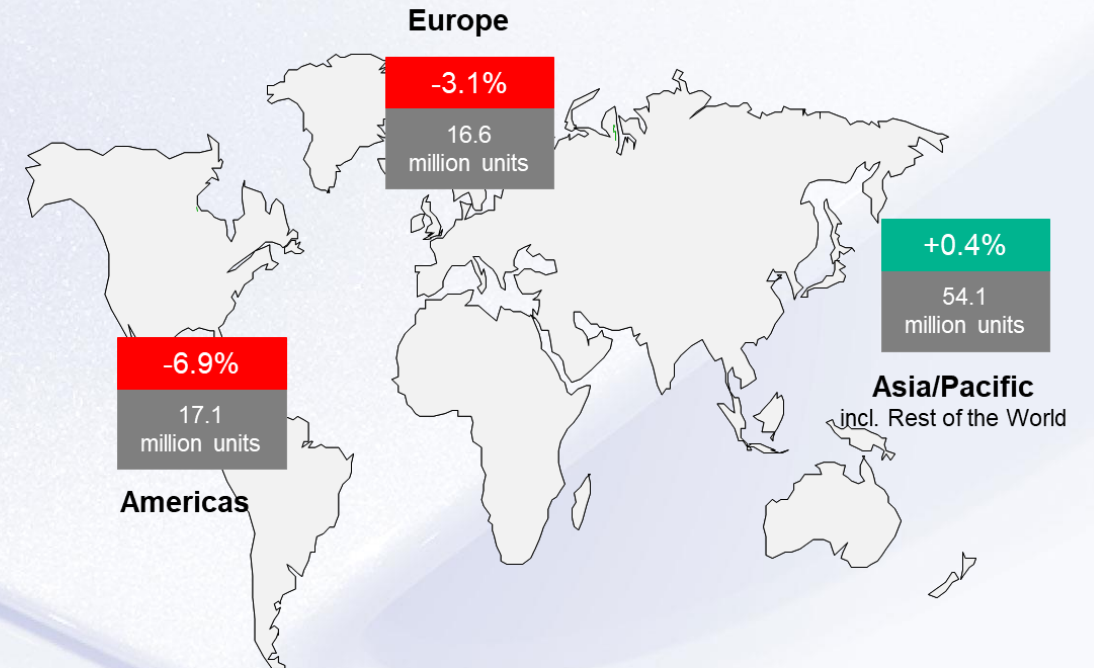 Europe
-3.1%
16.6
million units
+0.4%
54.1
million units
Asia/Pacific
incl. Rest of the World
-6.9%
17.1
million units
Americas